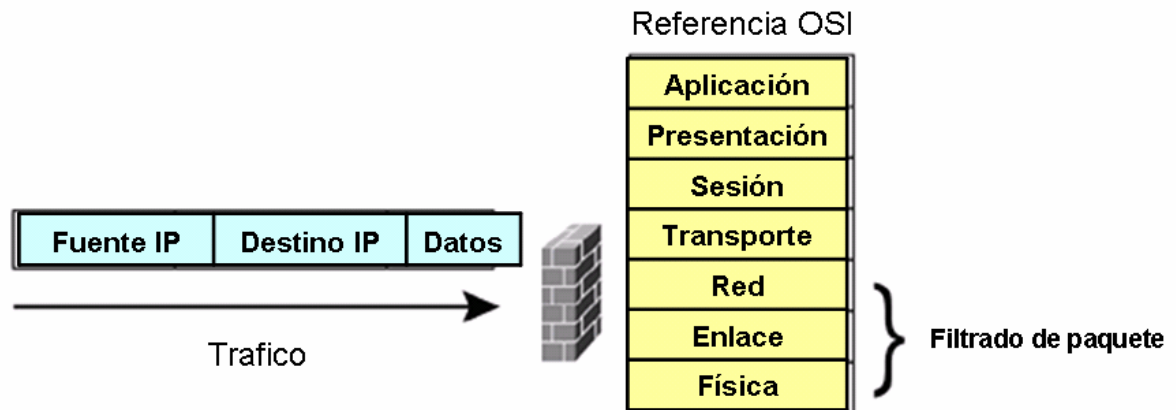 Referencia OSI
Aplicación
Presentación
Sesión
Fuente IP Destino IP Datos
Transporte
Red
Enlace
Filtrado de paquete
Trafico
Física